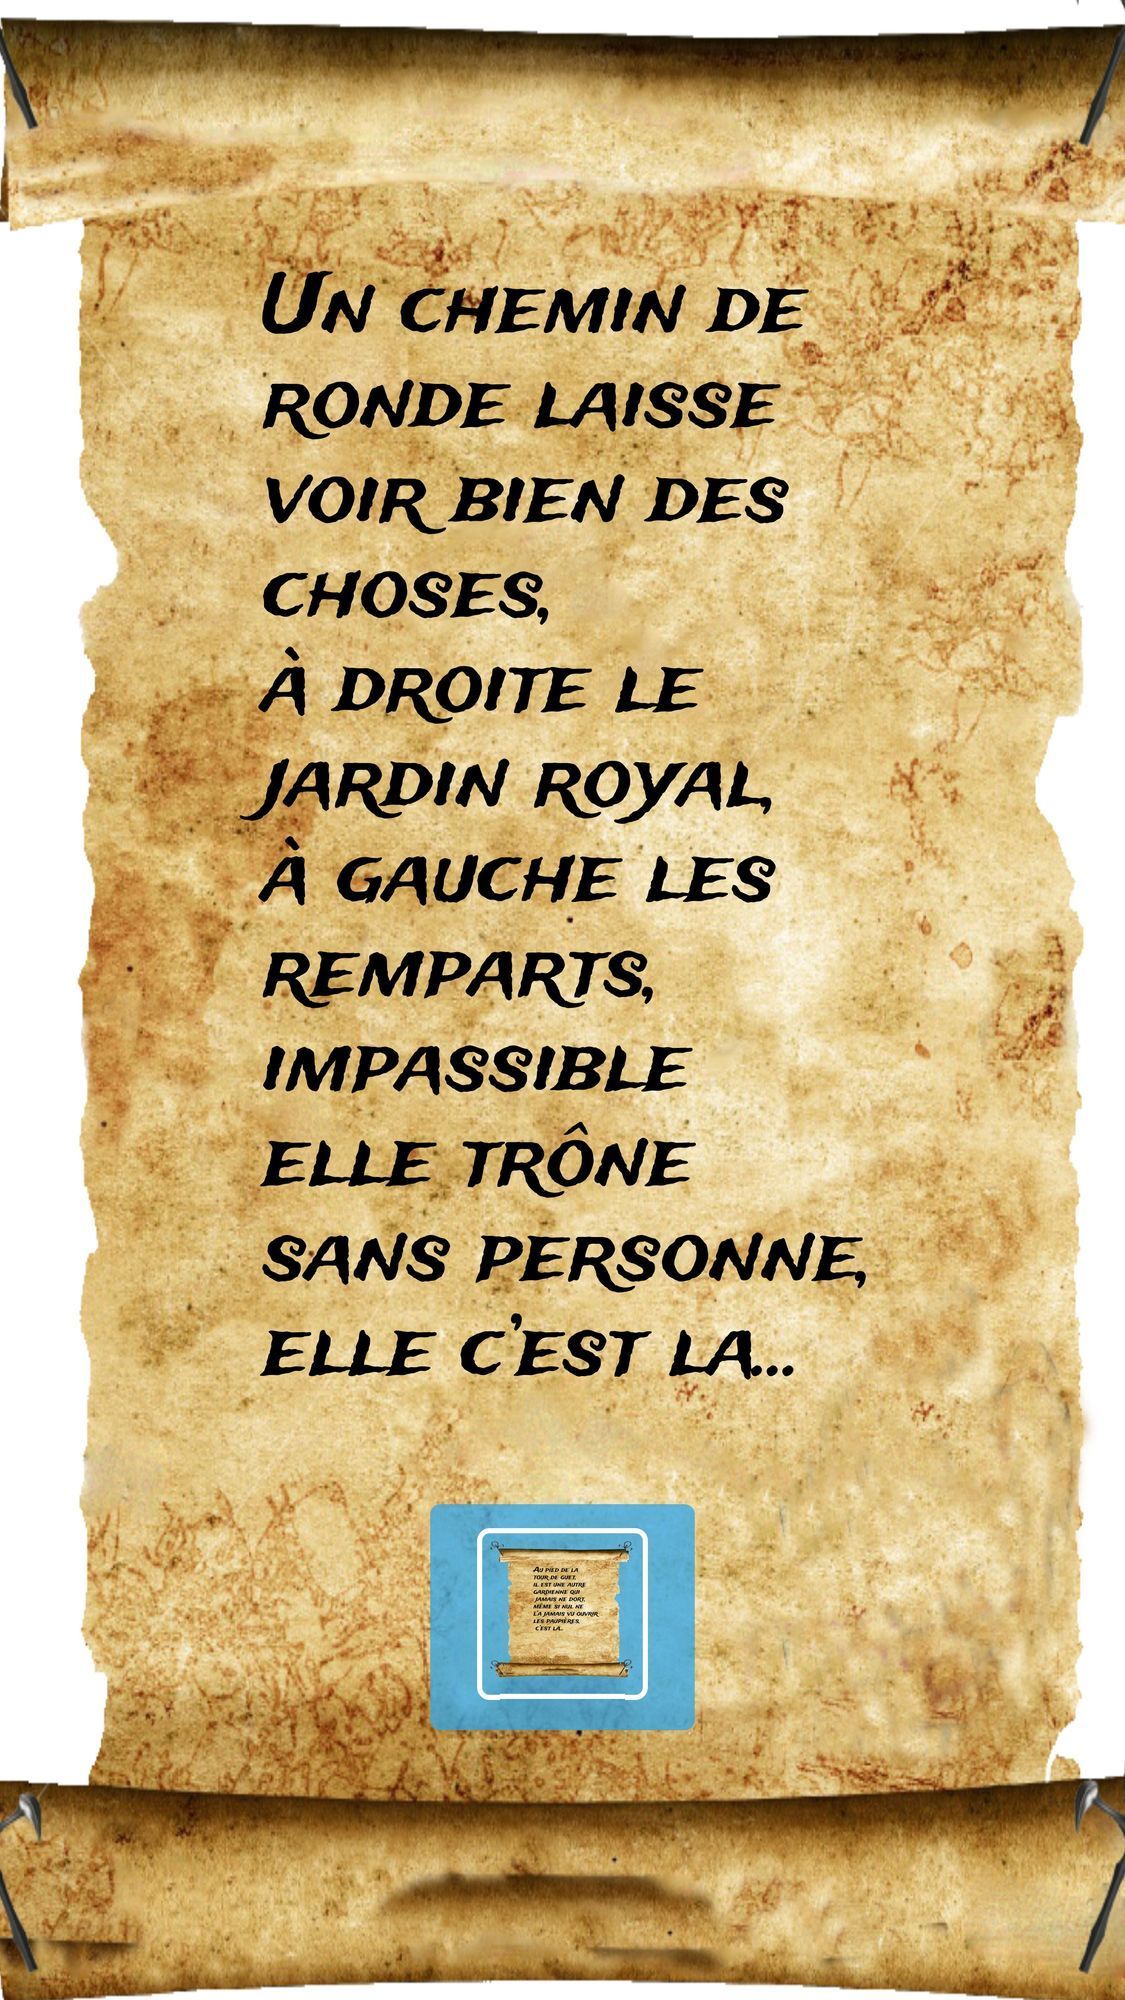 Un chemin de
ronde laisse
voir bien des
choses,
à droite le
jardin royal,
à gauche les
remparts,
impassible
elle trône
sans personne,
elle c'est la...
Au pied de la
tour de guet,
il est une autre
gardienne qui
jamais ne dort,
même si nul ne
l'a jamais vu ouvrir
les paupières,
c'est la...